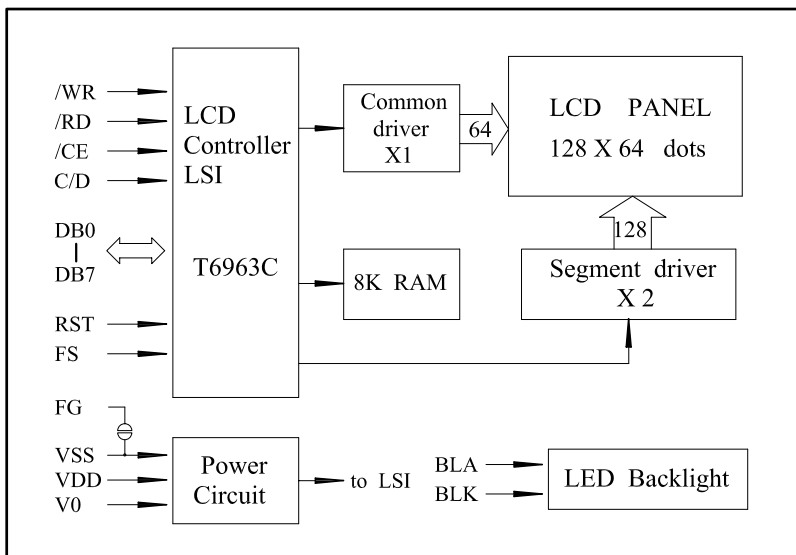 /WR
/RD
/CE
C/D
DB0
DB7
RST
FS
LCD
Controller
LSI
T6963C
Common
driver
X1
64
LCD PANEL
128 X 64 dots
128
8K RAM
Segment driver
X 2
FG
VSS
VDD
V0
Power
Circuit
to LSI
BLA
BLK
LED Backlight